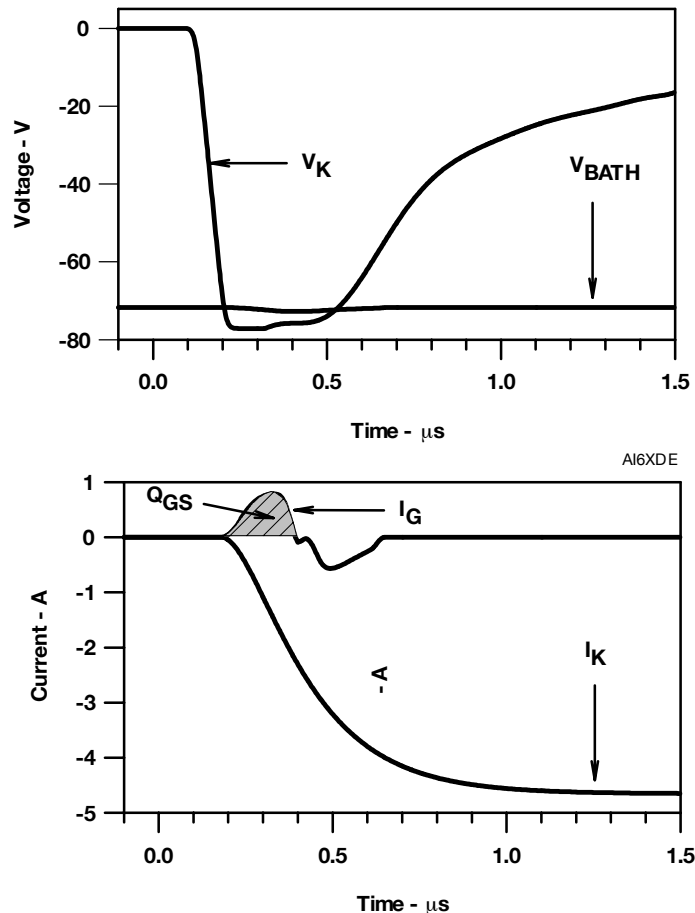 0
-20
-40
-60
-80
Voltage - V
V_K
V_BATH
0.0 0.5 1.0 1.5
Time - μs
AI6XDE
1
0
-1
-2
-3
-4
-5
Current - A
Q_GS
I_G
- A
I_K
0.0 0.5 1.0 1.5
Time - μs